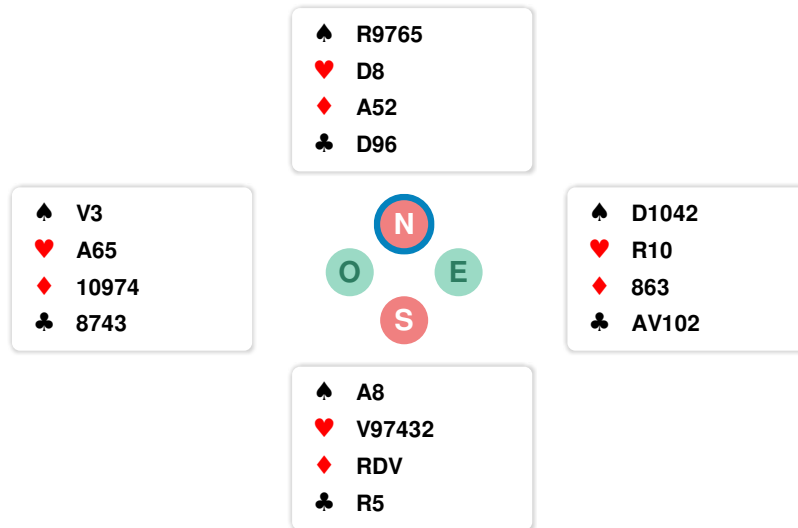 ♠ R9765
♥ D8
♦ A52
♣ D96
♠ V3
♥ A65
♦ 10974
♣ 8743
N
O E
S
♠ D1042
♥ R10
♦ 863
♣ AV102
♠ A8
♥ V97432
♦ RDV
♣ R5